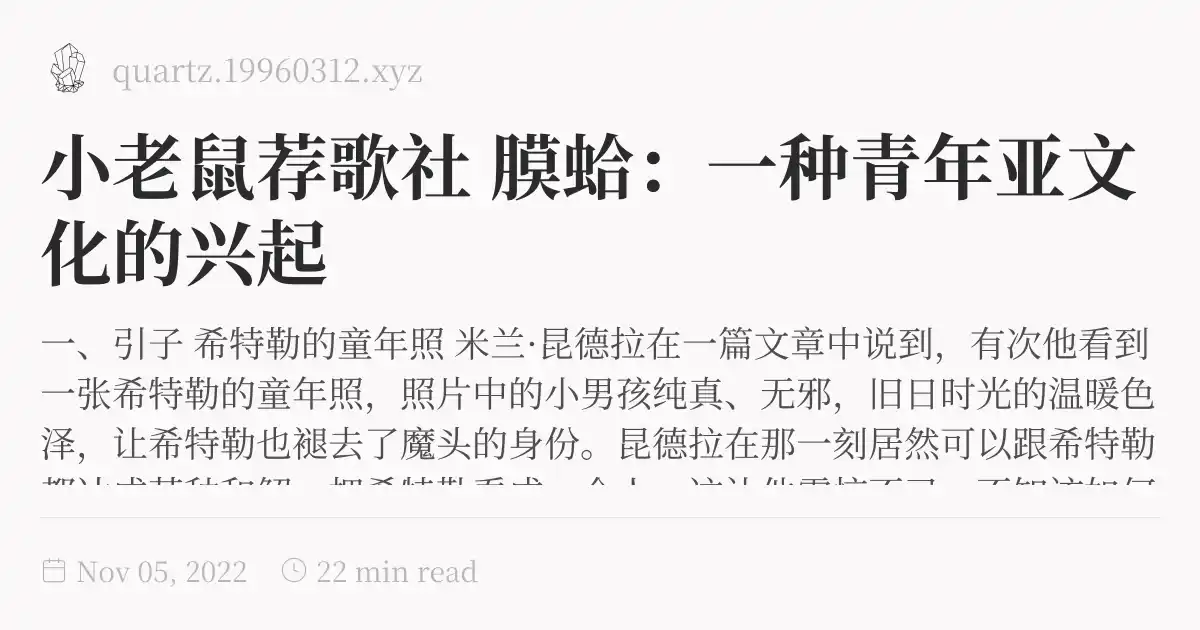 quartz.19960312.xyz
小老鼠荐歌社 膜蛤：一种青年亚文
化的兴起
一、引子 希特勒的童年照 米兰·昆德拉在一篇文章中说到，有次他看到
一张希特勒的童年照，照片中的小男孩纯真、无邪，旧日时光的温暖色
泽，让希特勒也褪去了魔头的身份。昆德拉在那一刻居然可以跟希特勒
Nov 05, 2022 22 min read